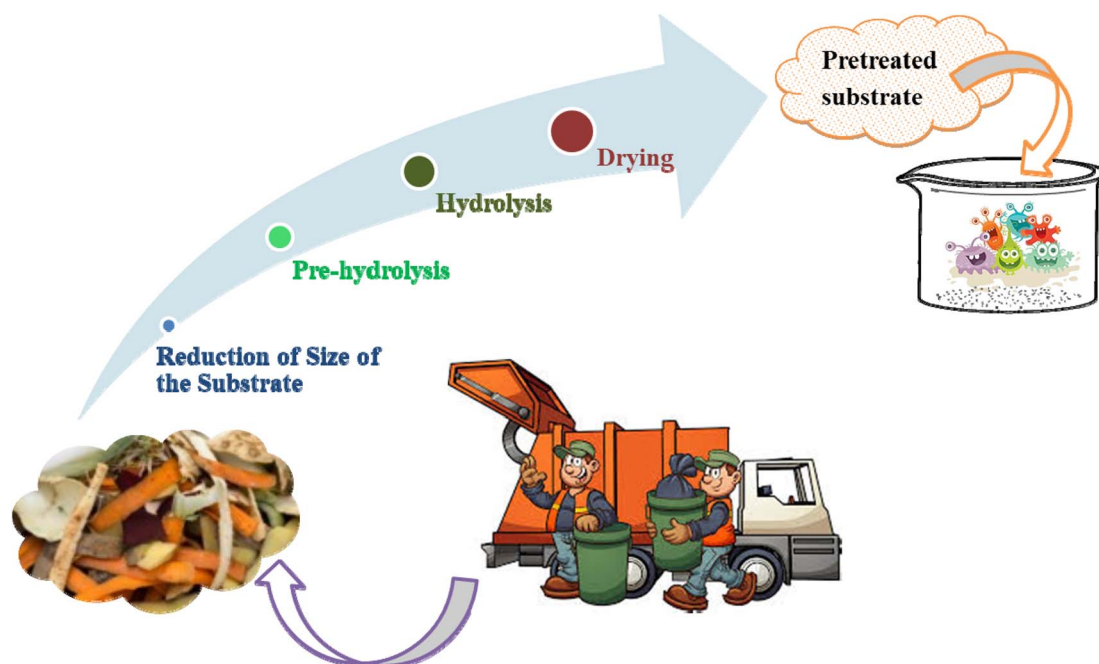 Pretreated
substrate
Drying
Hydrolysis
Pre-hydrolysis
Reduction of Size of
the Substrate